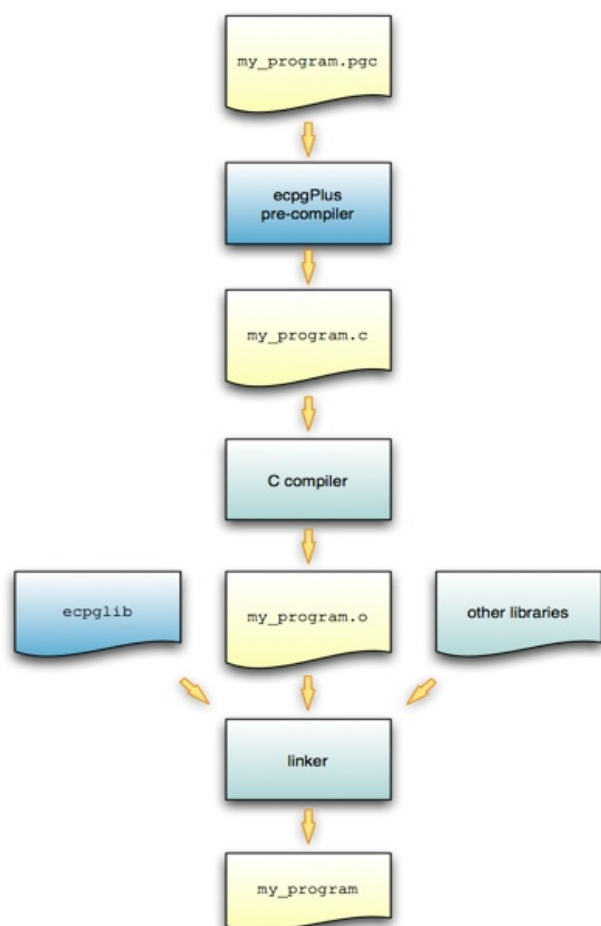 my_program.pgc
ecpgPlus
pre-compiler
my_program.c
C compiler
ecpglib
my_program.o
other libraries
linker
my_program